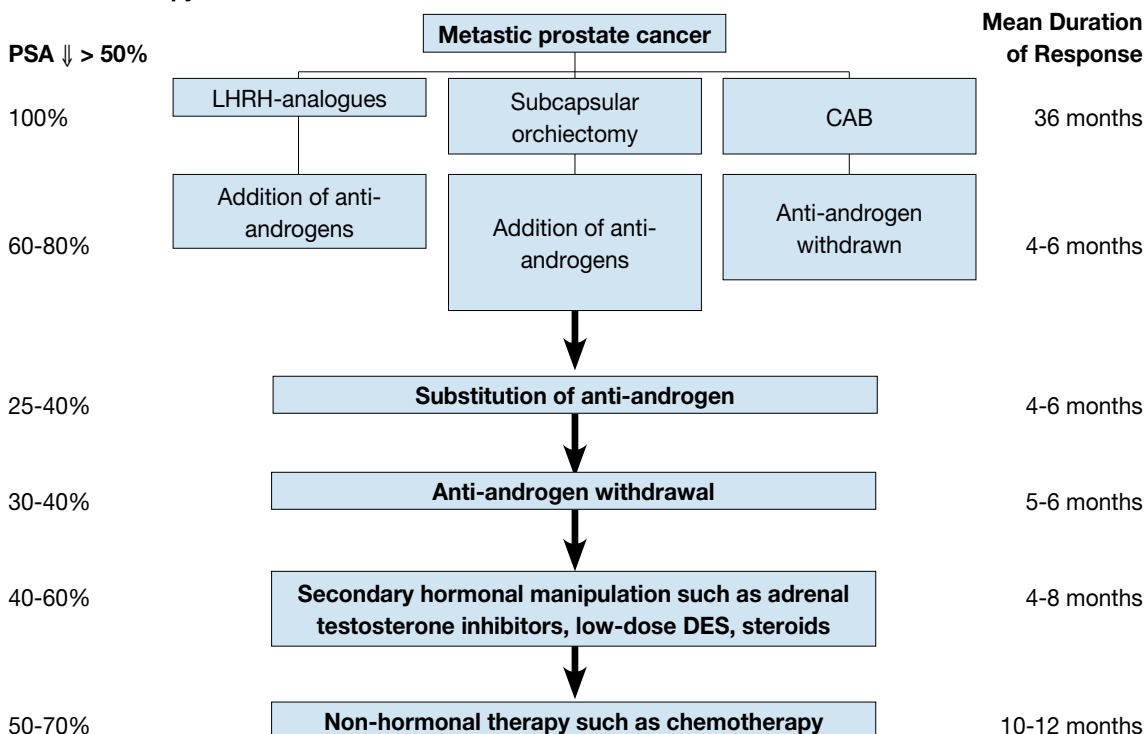 Metastic prostate cancer
Mean Duration
of Response
PSA ⇓ > 50%
100%
LHRH-analogues
Subcapsular
orchiectomy
CAB
36 months
60-80%
Addition of anti-
androgens
Addition of anti-
androgens
Anti-androgen
withdrawn
4-6 months
25-40%
Substitution of anti-androgen
4-6 months
30-40%
Anti-androgen withdrawal
5-6 months
40-60%
Secondary hormonal manipulation such as adrenal
testosterone inhibitors, low-dose DES, steroids
4-8 months
50-70%
Non-hormonal therapy such as chemotherapy
10-12 months